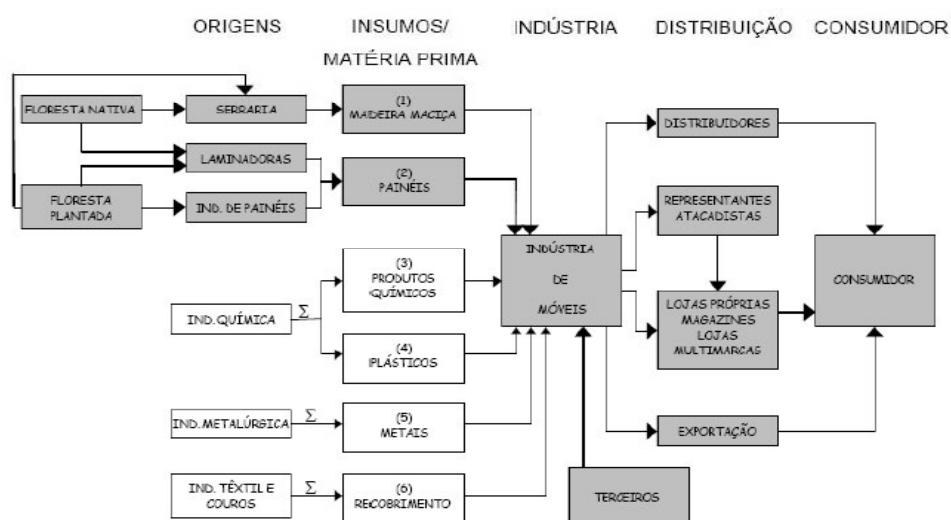 ORIGENS
INSUMOS/
MATÉRIA PRIMA
INDÚSTRIA
DISTRIBUIÇÃO
CONSUMIDOR
FLORESTA NATIVA
SERRARIA
(1)
MADEIRA MACIÇA
DISTRIBUIDORES
LAMINADORAS
(2)
PAINÉIS
FLORESTA
PLANTADA
IND. DE PAINÉIS
REPRESENTANTES
ATACADISTAS
INDÚSTRIA
DE
MÓVEIS
(3)
PRODUTOS
QUÍMICOS
IND. QUÍMICA
Σ
(4)
PLÁSTICOS
LOJAS PRÓPRIAS
MAGAZINES
LOJAS
MULTIMARCAS
CONSUMIDOR
IND. METALÚRGICA
Σ
(5)
METAIS
EXPORTAÇÃO
IND. TÊXTIL E
COUROS
Σ
(6)
RECOBRIMENTO
TERCEIROS